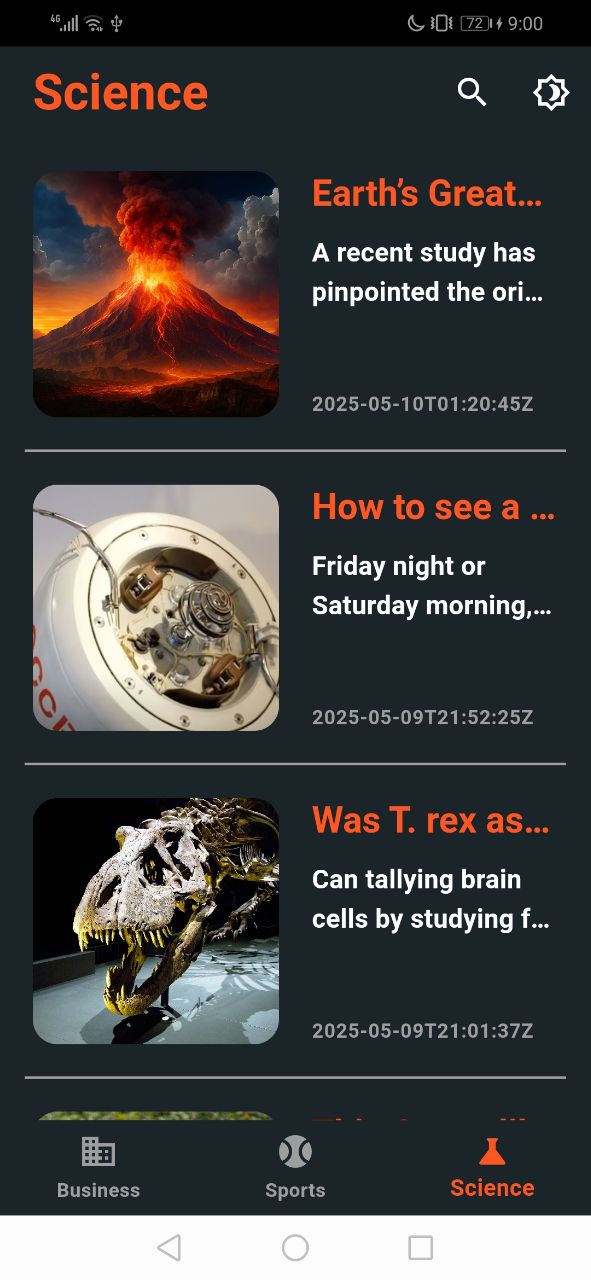 4G
72
9:00
Science
Earth’s Great…
A recent study has
pinpointed the ori…
2025-05-10T01:20:45Z
How to see a …
Friday night or
Saturday morning,…
2025-05-09T21:52:25Z
Was T. rex as…
Can tallying brain
cells by studying f…
2025-05-09T21:01:37Z
Business
Sports
Science